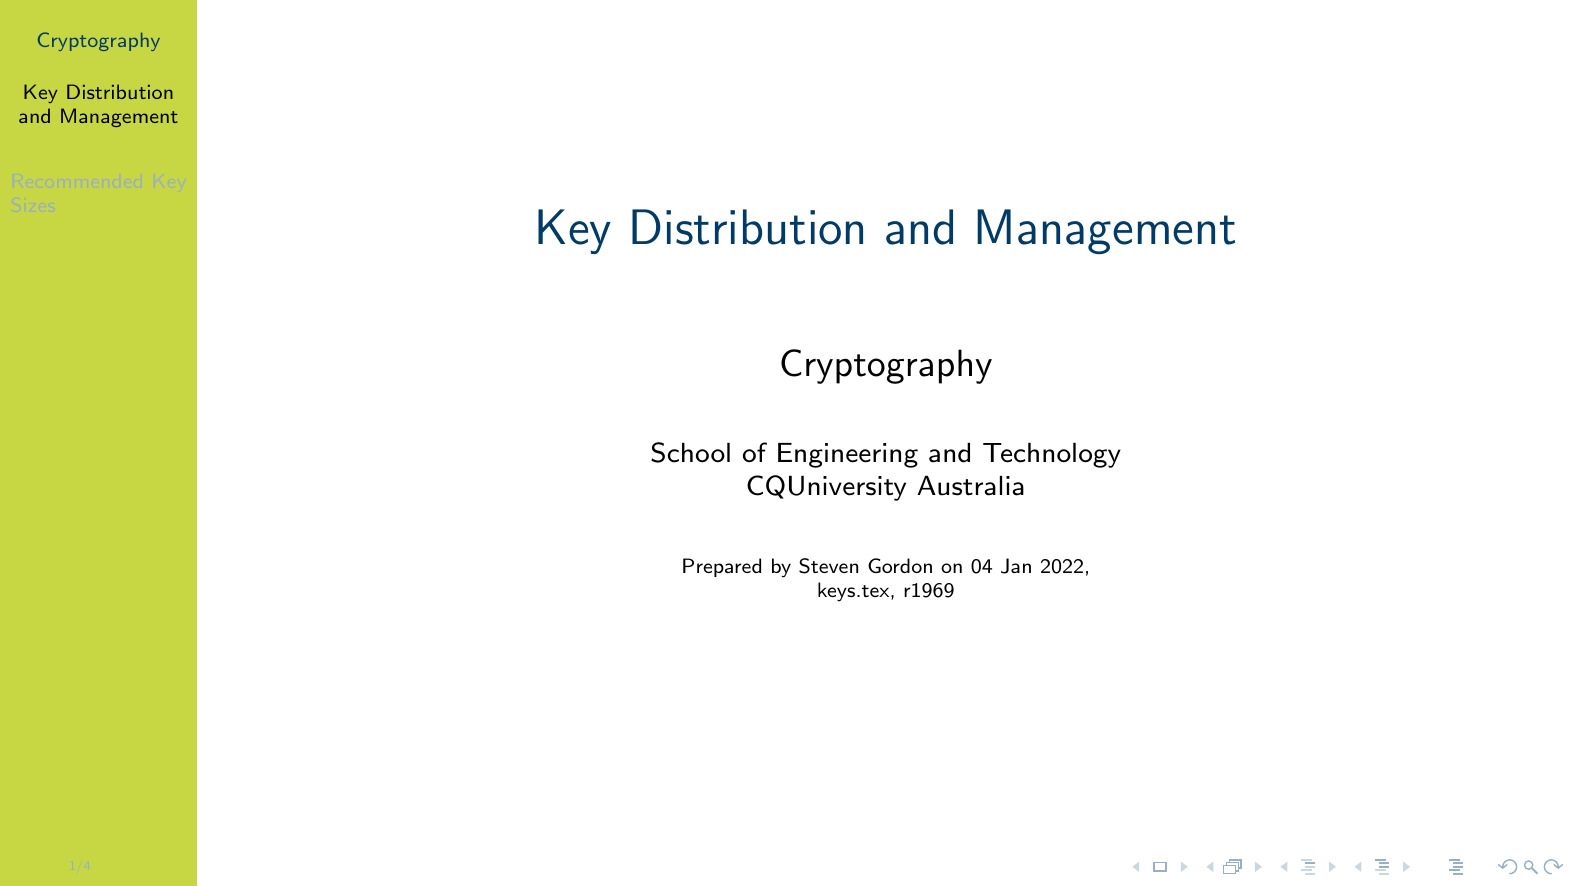 Cryptography
Key Distribution
and Management
Recommended Key
Sizes
Key Distribution and Management
Cryptography
School of Engineering and Technology
CQUniversity Australia
Prepared by Steven Gordon on 04 Jan 2022,
keys.tex, r1969
1/4